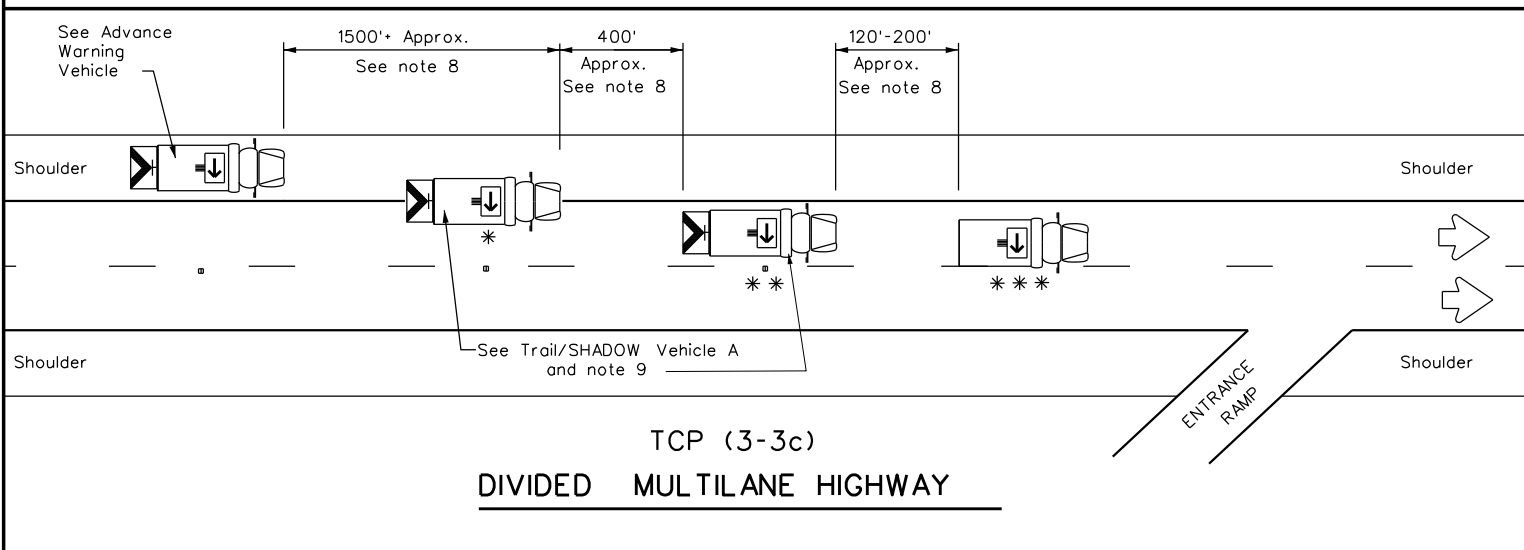 See Advance
Warning
Vehicle
1500'+ Approx.
See note 8
400'
Approx.
See note 8
120'-200'
Approx.
See note 8
Shoulder
Shoulder
*
* *
* * *
See Trail/SHADOW Vehicle A
and note 9
Shoulder
Shoulder
ENTRANCE
RAMP
TCP (3-3c)
DIVIDED MULTILANE HIGHWAY